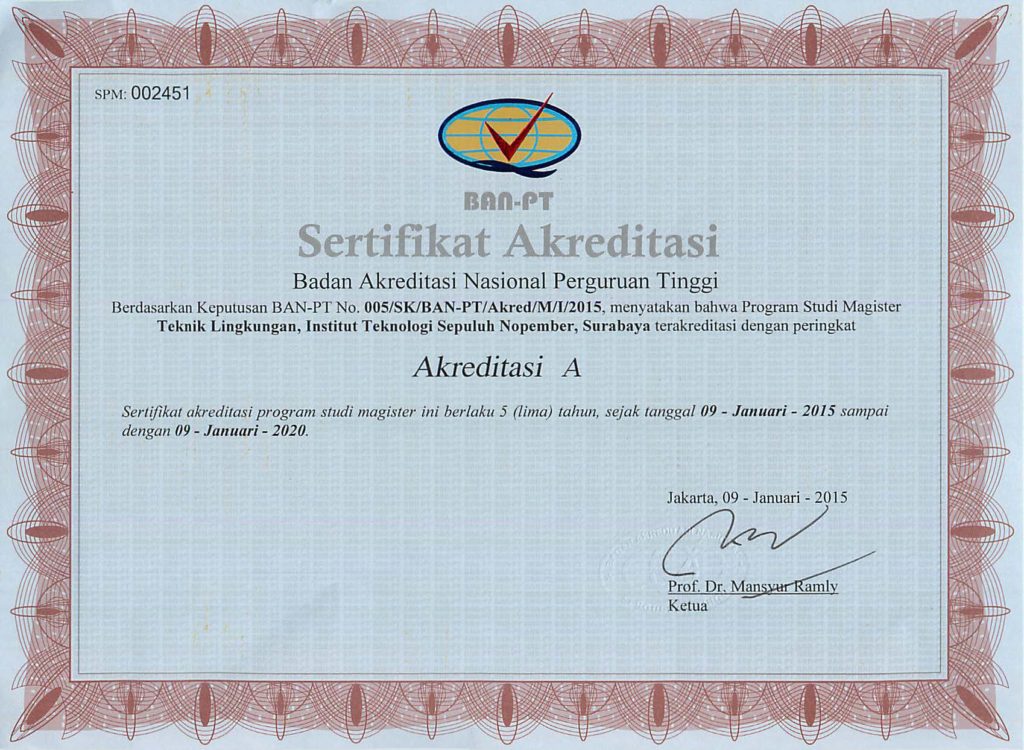 SPM: 002451
BAN-PT
Sertifikat Akreditasi
Badan Akreditasi Nasional Perguruan Tinggi
Berdasarkan Keputusan BAN-PT No. 005/SK/BAN-PT/Akred/M/I/2015, menyatakan bahwa Program Studi Magister
Teknik Lingkungan, Institut Teknologi Sepuluh Nopember, Surabaya terakreditasi dengan peringkat
Akreditasi A
Sertifikat akreditasi program studi magister ini berlaku 5 (lima) tahun, sejak tanggal 09 - Januari - 2015 sampai
dengan 09 - Januari - 2020.
Jakarta, 09 - Januari - 2015
Prof. Dr. Mansyur Ramly
Ketua